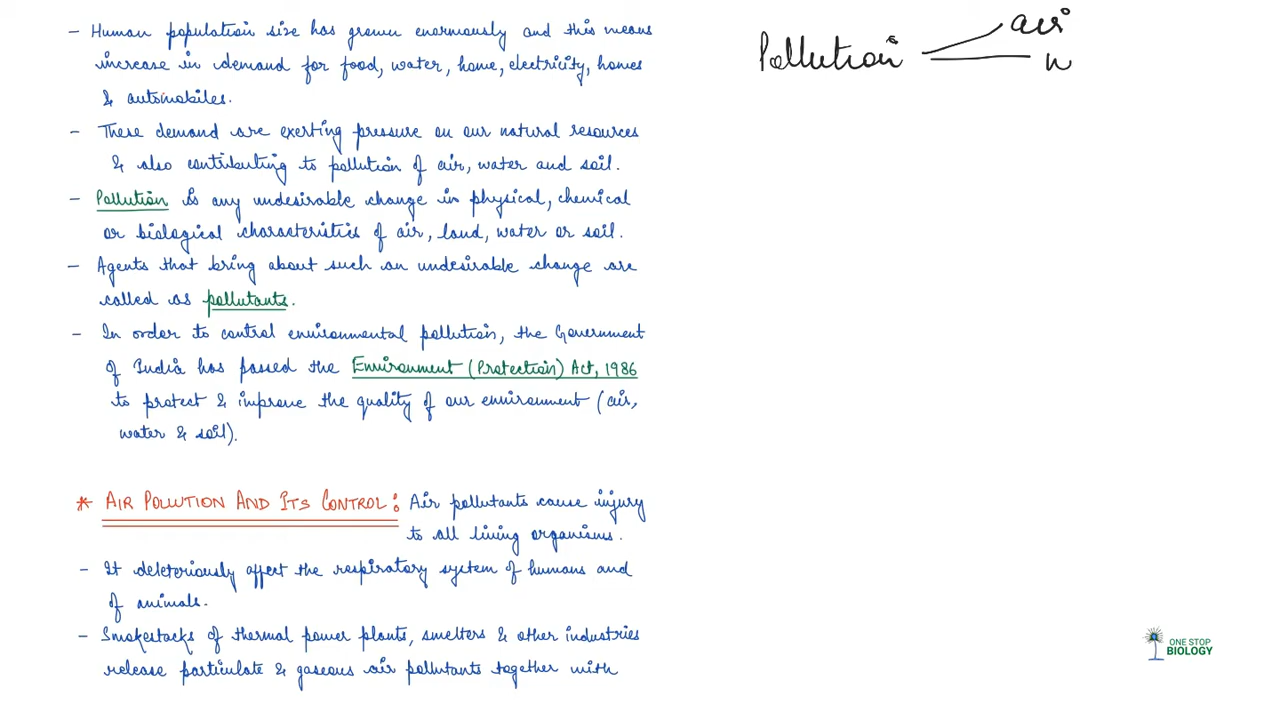 - Human population size has grown enormously and this means
increase in demand for food, water, home, electricity, homes
& automobiles.
- These demand are exerting pressure on our natural resources
& also contributing to pollution of air, water and soil.
- Pollution is any undesirable change in physical, chemical
or biological characteristics of air, land, water or soil.
- Agents that bring about such an undesirable change are
called as pollutants.
- In order to control environmental pollution, the Government
of India has passed the Environment (Protection) Act, 1986
to protect & improve the quality of our environment (air,
water & soil).
* AIR POLLUTION AND ITS CONTROL: Air pollutants cause injury
to all living organisms.
- It deleteriously affect the respiratory system of humans and
of animals.
- Smokestacks of thermal power plants, smelters & other industries
release particulate & gaseous air pollutants together with
Pollution air
w
ONE STOP
BIOLOGY